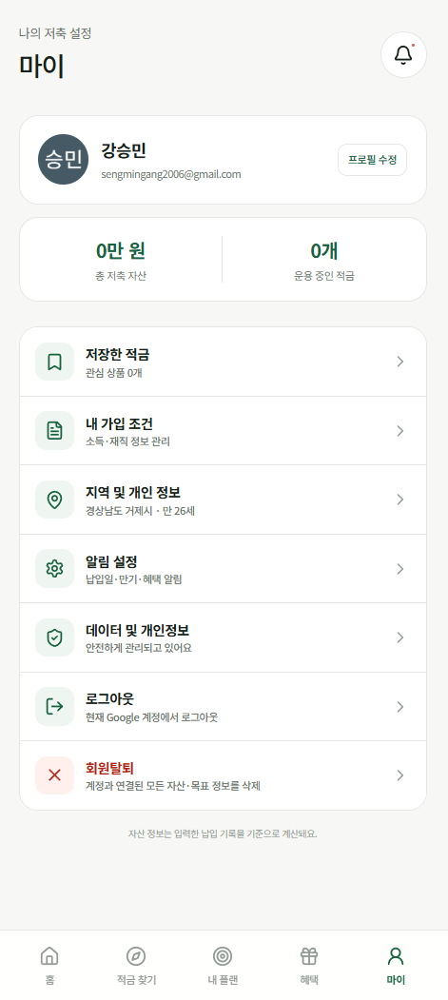 나의 저축 설정
마이
승민
강승민
sengmingang2006@gmail.com
프로필 수정
0만 원
총 저축 자산
0개
운용 중인 적금
저장한 적금
관심 상품 0개
내 가입 조건
소득·재직 정보 관리
지역 및 개인 정보
경상남도 거제시 · 만 26세
알림 설정
납입일·만기·혜택 알림
데이터 및 개인정보
안전하게 관리되고 있어요
로그아웃
현재 Google 계정에서 로그아웃
회원탈퇴
계정과 연결된 모든 자산·목표 정보를 삭제
자산 정보는 입력한 납입 기록을 기준으로 계산돼요.
홈
적금 찾기
내 플랜
혜택
마이